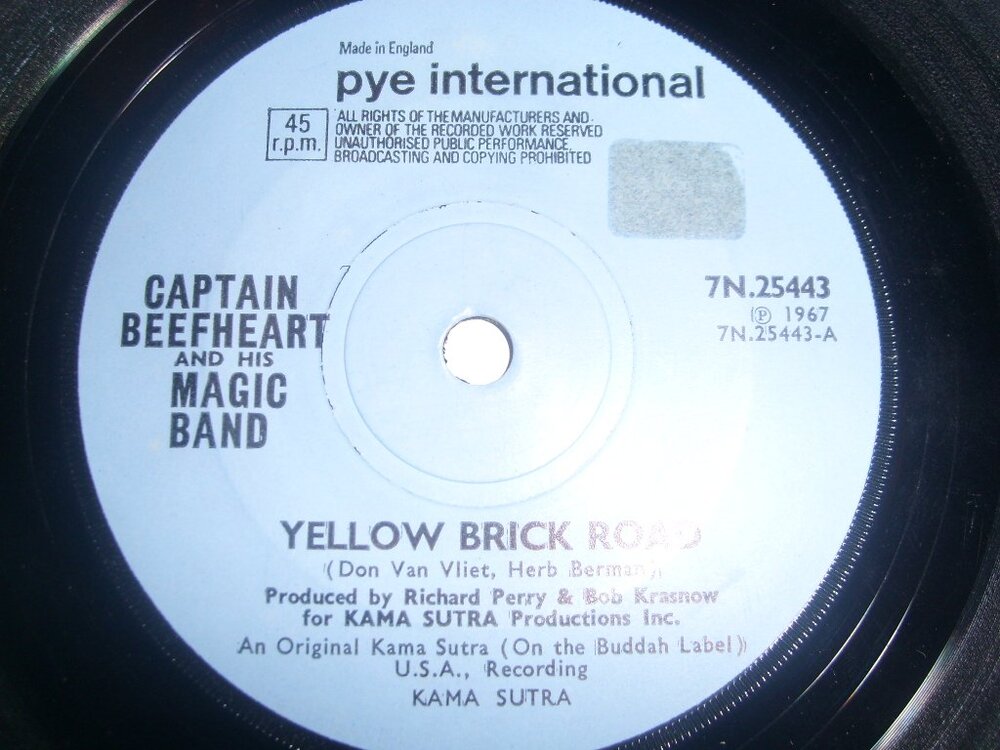 Made in England
pye international
45
r.p.m.
ALL RIGHTS OF THE MANUFACTURERS AND
OWNER OF THE RECORDED WORK RESERVED
UNAUTHORISED PUBLIC PERFORMANCE,
BROADCASTING AND COPYING PROHIBITED
CAPTAIN
BEEFHEART
AND HIS
MAGIC
BAND
7N.25443
℗ 1967
7N.25443-A
YELLOW BRICK ROAD
(Don Van Vliet, Herb Berman)
Produced by Richard Perry & Bob Krasnow
for KAMA SUTRA Productions Inc.
An Original Kama Sutra (On the Buddah Label)
U.S.A., Recording
KAMA SUTRA